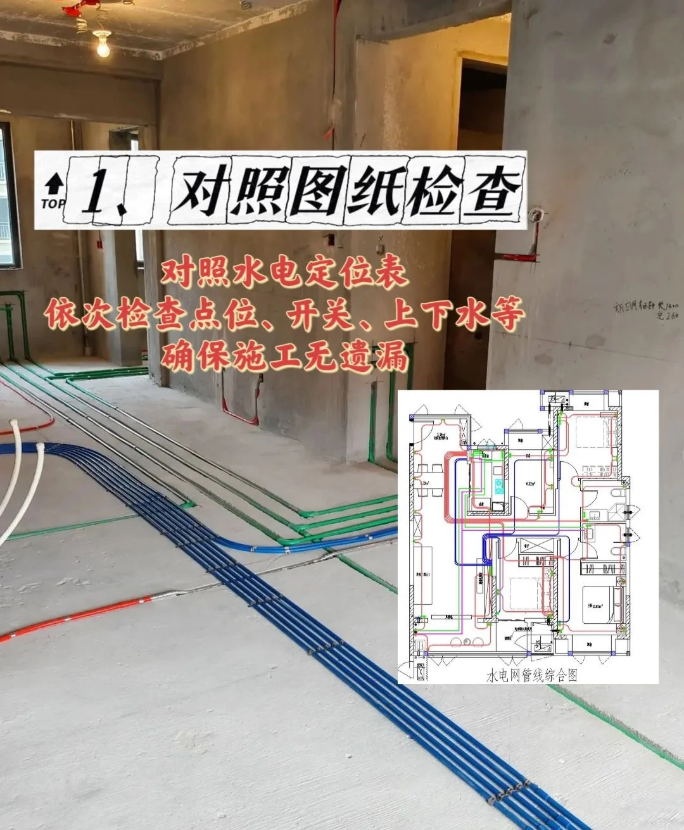 TOP
1、对照图纸检查
对照水电定位表
依次检查点位、开关、上下水等
确保施工无遗漏
水电网管线综合图